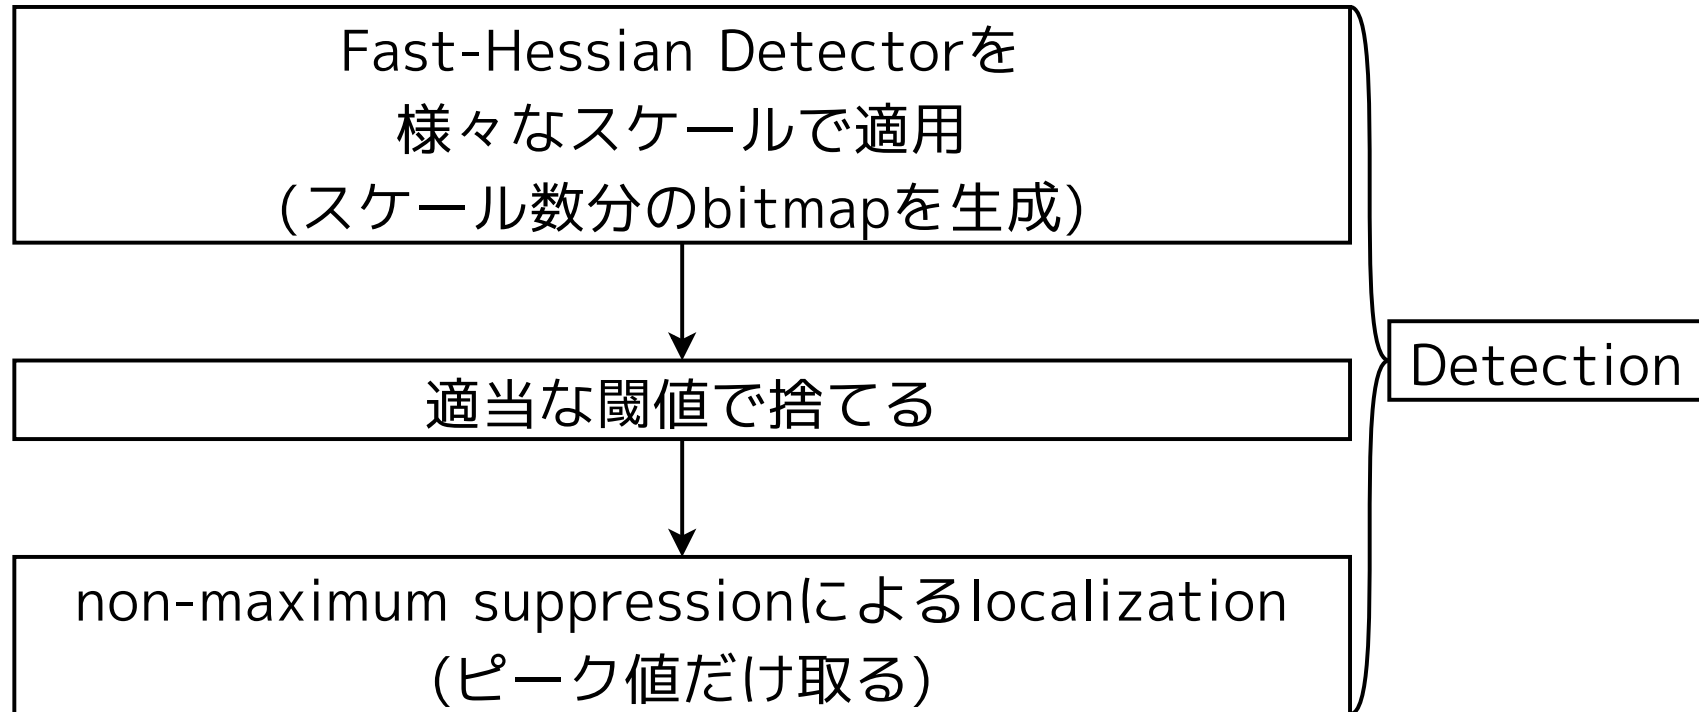 Fast-Hessian Detectorを
様々なスケールで適用
(スケール数分のbitmapを生成)
適当な閾値で捨てる
Detection
non-maximum suppressionによるlocalization
(ピーク値だけ取る)